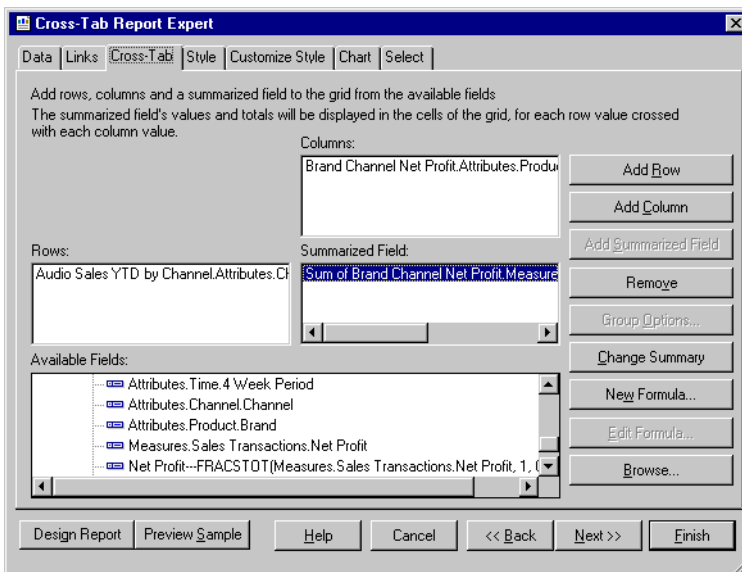 Cross-Tab Report Expert
Data Links Cross-Tab Style Customize Style Chart Select
Add rows, columns and a summarized field to the grid from the available fields
The summarized field's values and totals will be displayed in the cells of the grid, for each row value crossed
with each column value.
Columns:
Brand Channel Net Profit.Attributes.Produ
Add Row
Add Column
Add Summarized Field
Rows:
Summarized Field:
Audio Sales YTD by Channel.Attributes.Ch
Sum of Brand Channel Net Profit.Measure
Remove
Group Options...
Available Fields:
Change Summary
Attributes.Time.4 Week Period
Attributes.Channel.Channel
Attributes.Product.Brand
Measures.Sales Transactions.Net Profit
Net Profit---FRACSTOT(Measures.Sales Transactions.Net Profit, 1, (
New Formula...
Edit Formula...
Browse...
Design Report Preview Sample Help Cancel << Back Next >> Finish